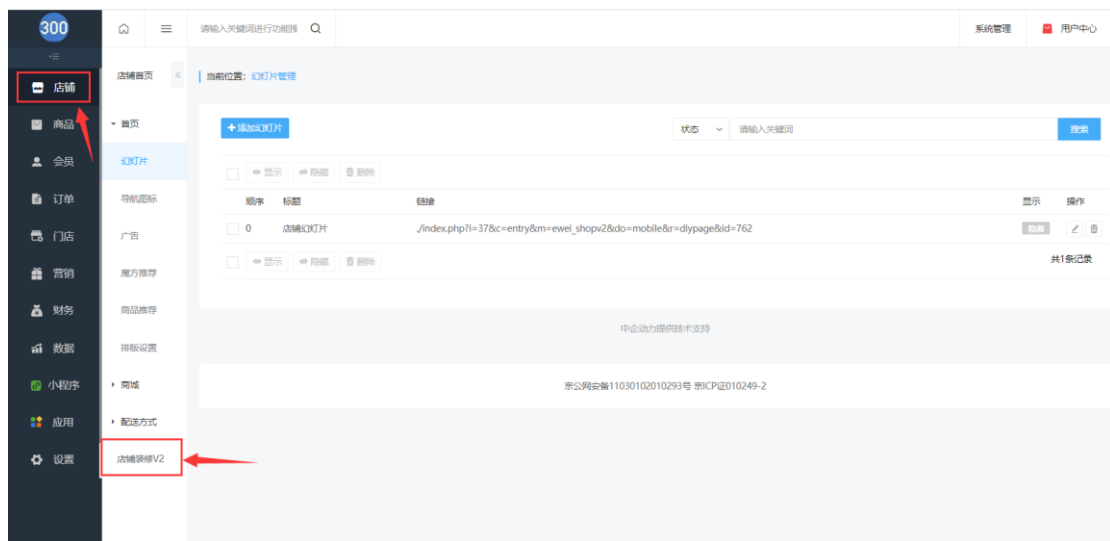 300
请输入关键词进行功能搜
系统管理
用户中心
店铺
商品
会员
订单
门店
营销
财务
数据
小程序
应用
设置
店铺首页
首页
幻灯片
导航图标
广告
魔方推荐
商品推荐
排版设置
商城
配送方式
店铺装修V2
当前位置：幻灯片管理
+添加幻灯片
状态
请输入关键词
搜索
显示 隐藏 删除
顺序 标题 链接 显示 操作
0 店铺幻灯片 ./index.php?i=37&c=entry&m=ewei_shopv2&do=mobile&r=diypage&id=762 隐藏
显示 隐藏 删除
共1条记录
中企动力提供技术支持
京公网安备11030102010293号 京ICP证010249-2